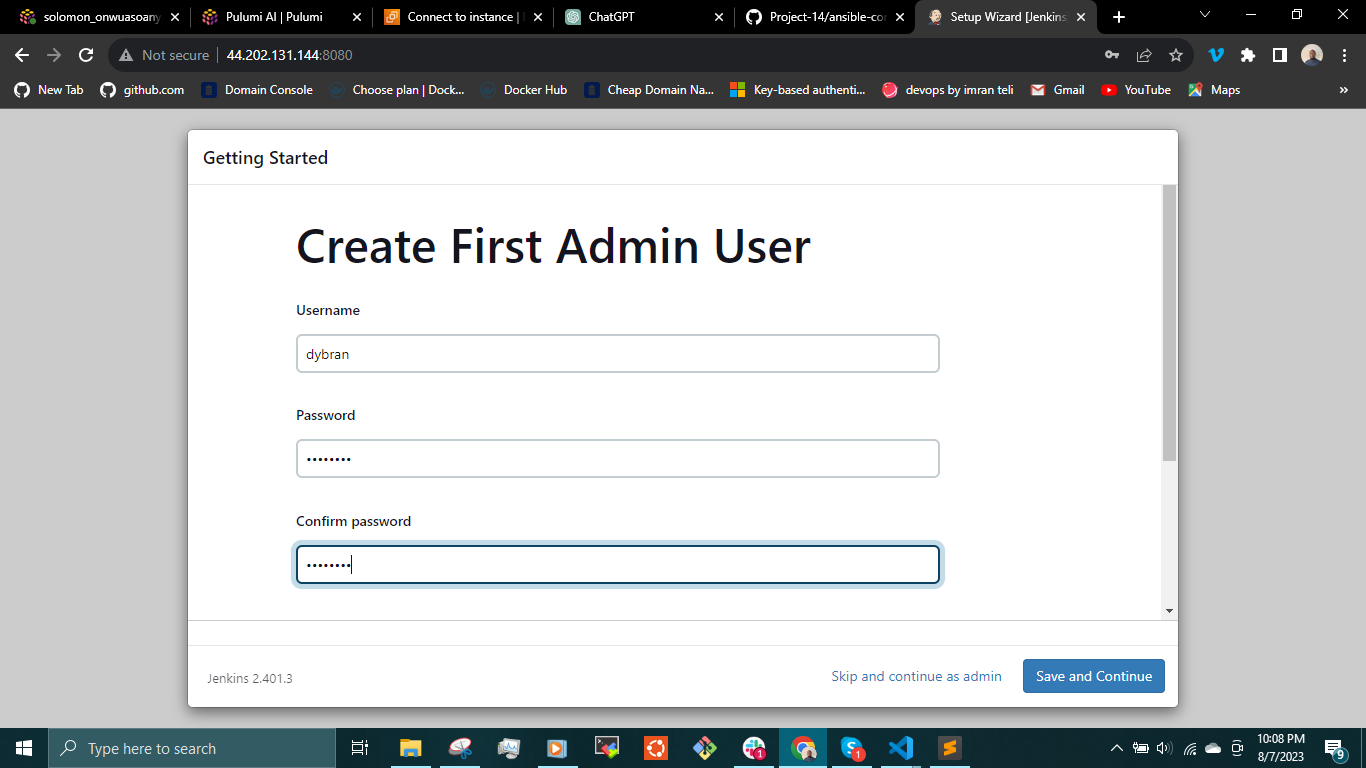 solomon_onwuasoany
Pulumi AI | Pulumi
Connect to instance |
ChatGPT
Project-14/ansible-co
Setup Wizard [Jenkins
Not secure
44.202.131.144:8080
New Tab
github.com
Domain Console
Choose plan | Dock...
Docker Hub
Cheap Domain Na...
Key-based authenti...
devops by imran teli
Gmail
YouTube
Maps
»
Getting Started
Create First Admin User
Username
dybran
Password
••••••••
Confirm password
••••••••
Jenkins 2.401.3
Skip and continue as admin
Save and Continue
Type here to search
1
1
10:08 PM
8/7/2023
9